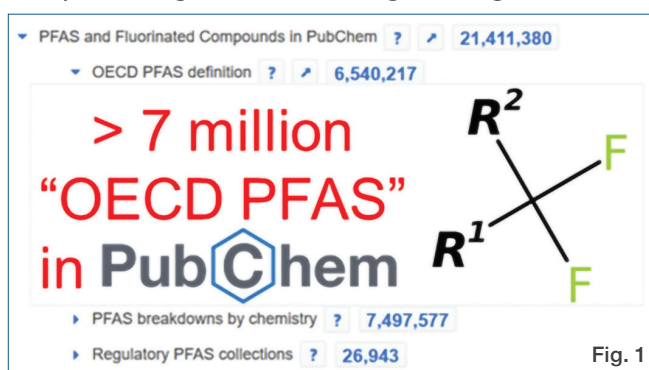 PFAS and Fluorinated Compounds in PubChem ? ↗ 21,411,380
OECD PFAS definition ? ↗ 6,540,217
> 7 million
“OECD PFAS”
in PubChem
R²
F
R¹
F
PFAS breakdowns by chemistry ? 7,497,577
Regulatory PFAS collections ? 26,943
Fig. 1